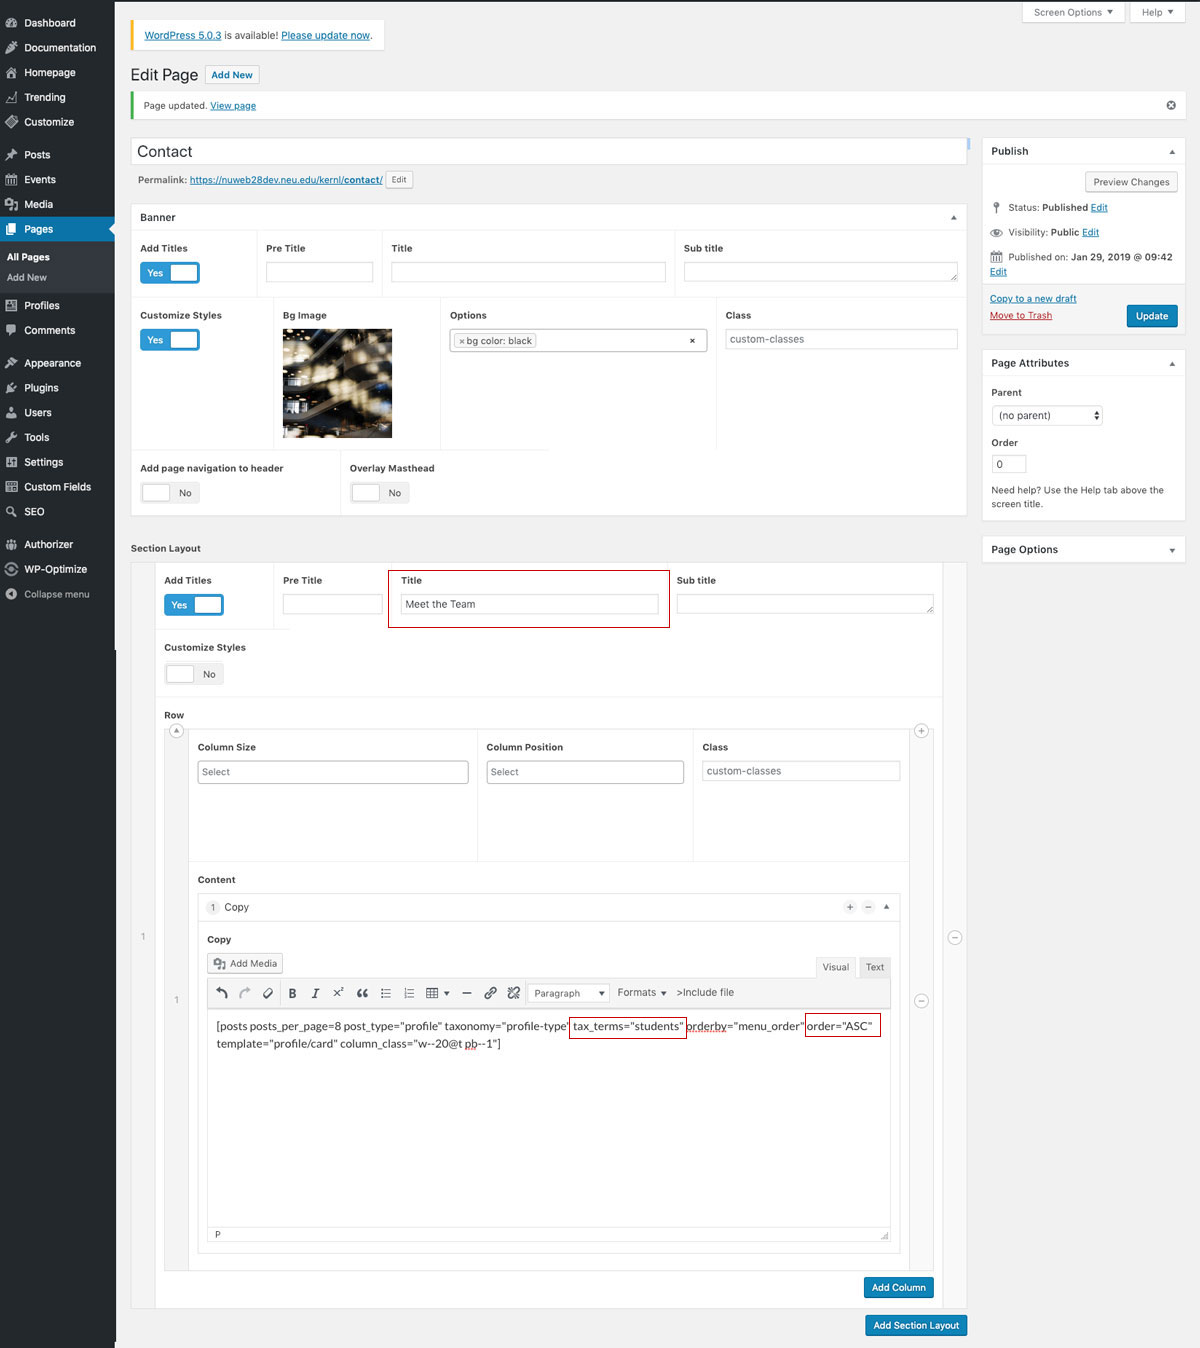 Screen Options ▼
Help ▼
Dashboard
Documentation
Homepage
Trending
Customize
Posts
Events
Media
Pages
All Pages
Add New
Profiles
Comments
Appearance
Plugins
Users
Tools
Settings
Custom Fields
SEO
Authorizer
WP-Optimize
Collapse menu
WordPress 5.0.3 is available! Please update now.
Edit Page Add New
Page updated. View page
Contact
Permalink: https://nuweb28dev.neu.edu/kernl/contact/ Edit
Banner
Add Titles
Yes
Pre Title
Title
Sub title
Customize Styles
Yes
Bg Image
Options
× bg color: black ×
Class
custom-classes
Add page navigation to header
No
Overlay Masthead
No
Section Layout
1
Add Titles
Yes
Pre Title
Title
Meet the Team
Sub title
Customize Styles
No
Row
1
Column Size
Select
Column Position
Select
Class
custom-classes
Content
1 Copy
Copy
Add Media
Visual Text
B I x² Paragraph Formats >Include file
[posts posts_per_page=8 post_type="profile" taxonomy="profile-type" tax_terms="students" orderby="menu_order" order="ASC"
template="profile/card" column_class="w--20@t pb--1"]
P
Add Column
Add Section Layout
Publish
Preview Changes
Status: Published Edit
Visibility: Public Edit
Published on: Jan 29, 2019 @ 09:42
Edit
Copy to a new draft
Move to Trash
Update
Page Attributes
Parent
(no parent)
Order
0
Need help? Use the Help tab above the
screen title.
Page Options